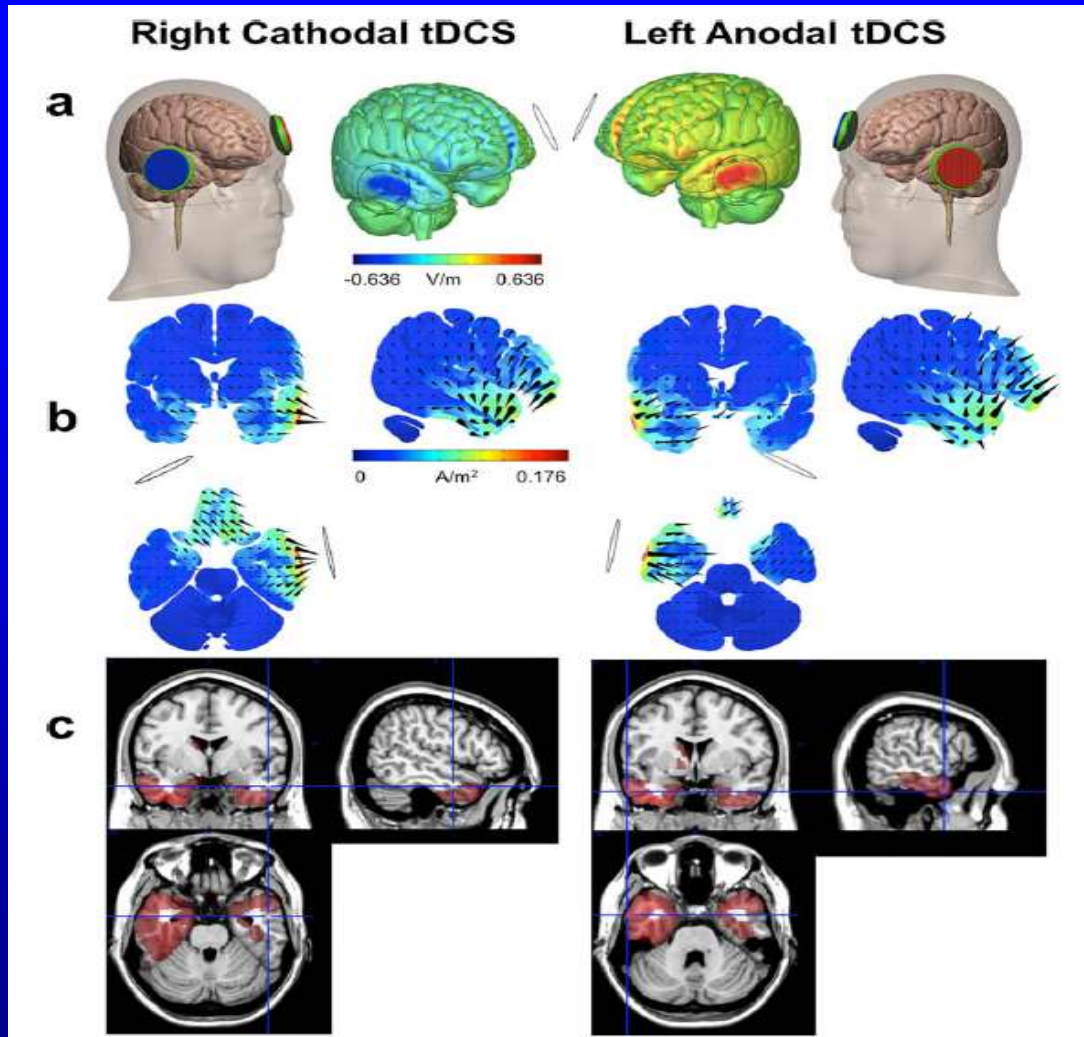 Right Cathodal tDCS Left Anodal tDCS
a
-0.636 V/m 0.636
b
0 A/m² 0.176
c